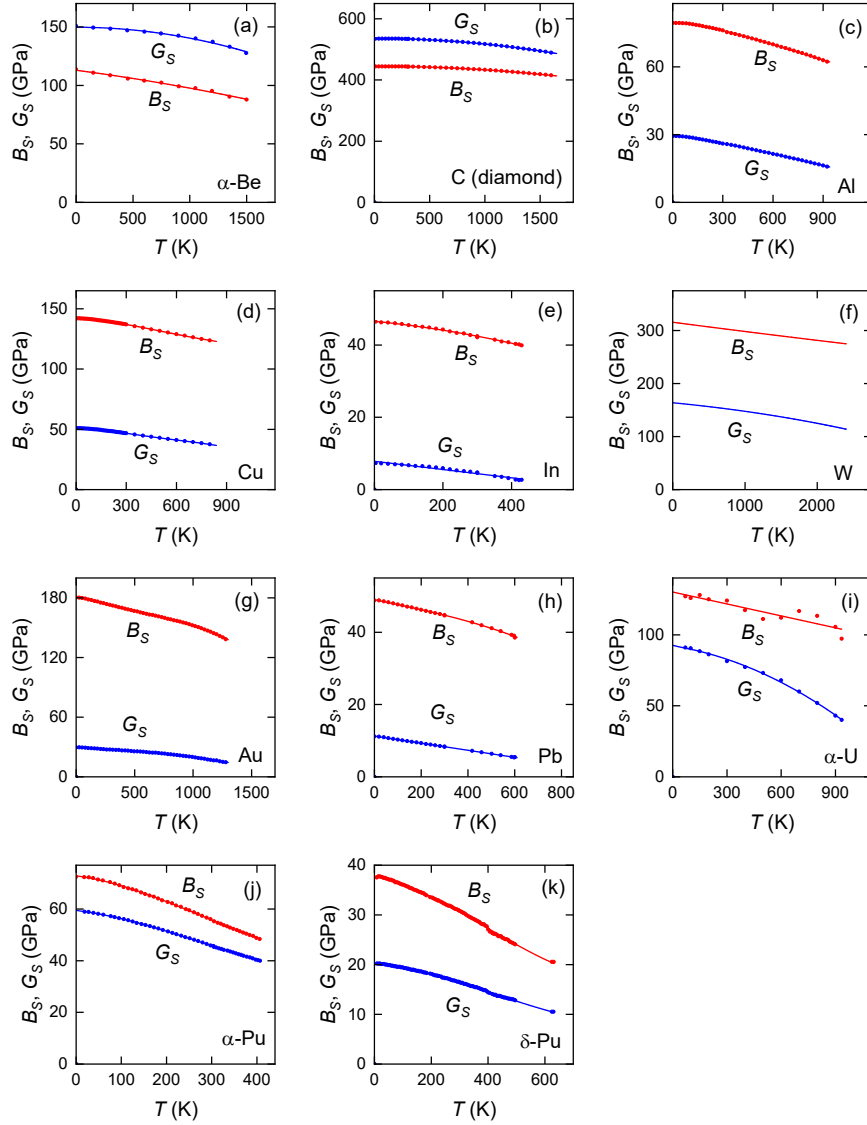 (a)
150
100
50
0
0 500 1000 1500
G_S
B_S
α-Be
B_S, G_S (GPa)
T (K)
(b)
600
400
200
0
0 500 1000 1500
G_S
B_S
C (diamond)
B_S, G_S (GPa)
T (K)
(c)
60
30
0
0 300 600 900
B_S
G_S
Al
B_S, G_S (GPa)
T (K)
(d)
150
100
50
0
0 300 600 900
B_S
G_S
Cu
B_S, G_S (GPa)
T (K)
(e)
40
20
0
0 200 400
B_S
G_S
In
B_S, G_S (GPa)
T (K)
(f)
300
200
100
0
0 1000 2000
B_S
G_S
W
B_S, G_S (GPa)
T (K)
(g)
180
120
60
0
0 500 1000 1500
B_S
G_S
Au
B_S, G_S (GPa)
T (K)
(h)
60
40
20
0
0 200 400 600 800
B_S
G_S
Pb
B_S, G_S (GPa)
T (K)
(i)
150
100
50
0
0 300 600 900
B_S
G_S
α-U
B_S, G_S (GPa)
T (K)
(j)
60
40
20
0
0 100 200 300 400
B_S
G_S
α-Pu
B_S, G_S (GPa)
T (K)
(k)
40
30
20
10
0
0 200 400 600
B_S
G_S
δ-Pu
B_S, G_S (GPa)
T (K)